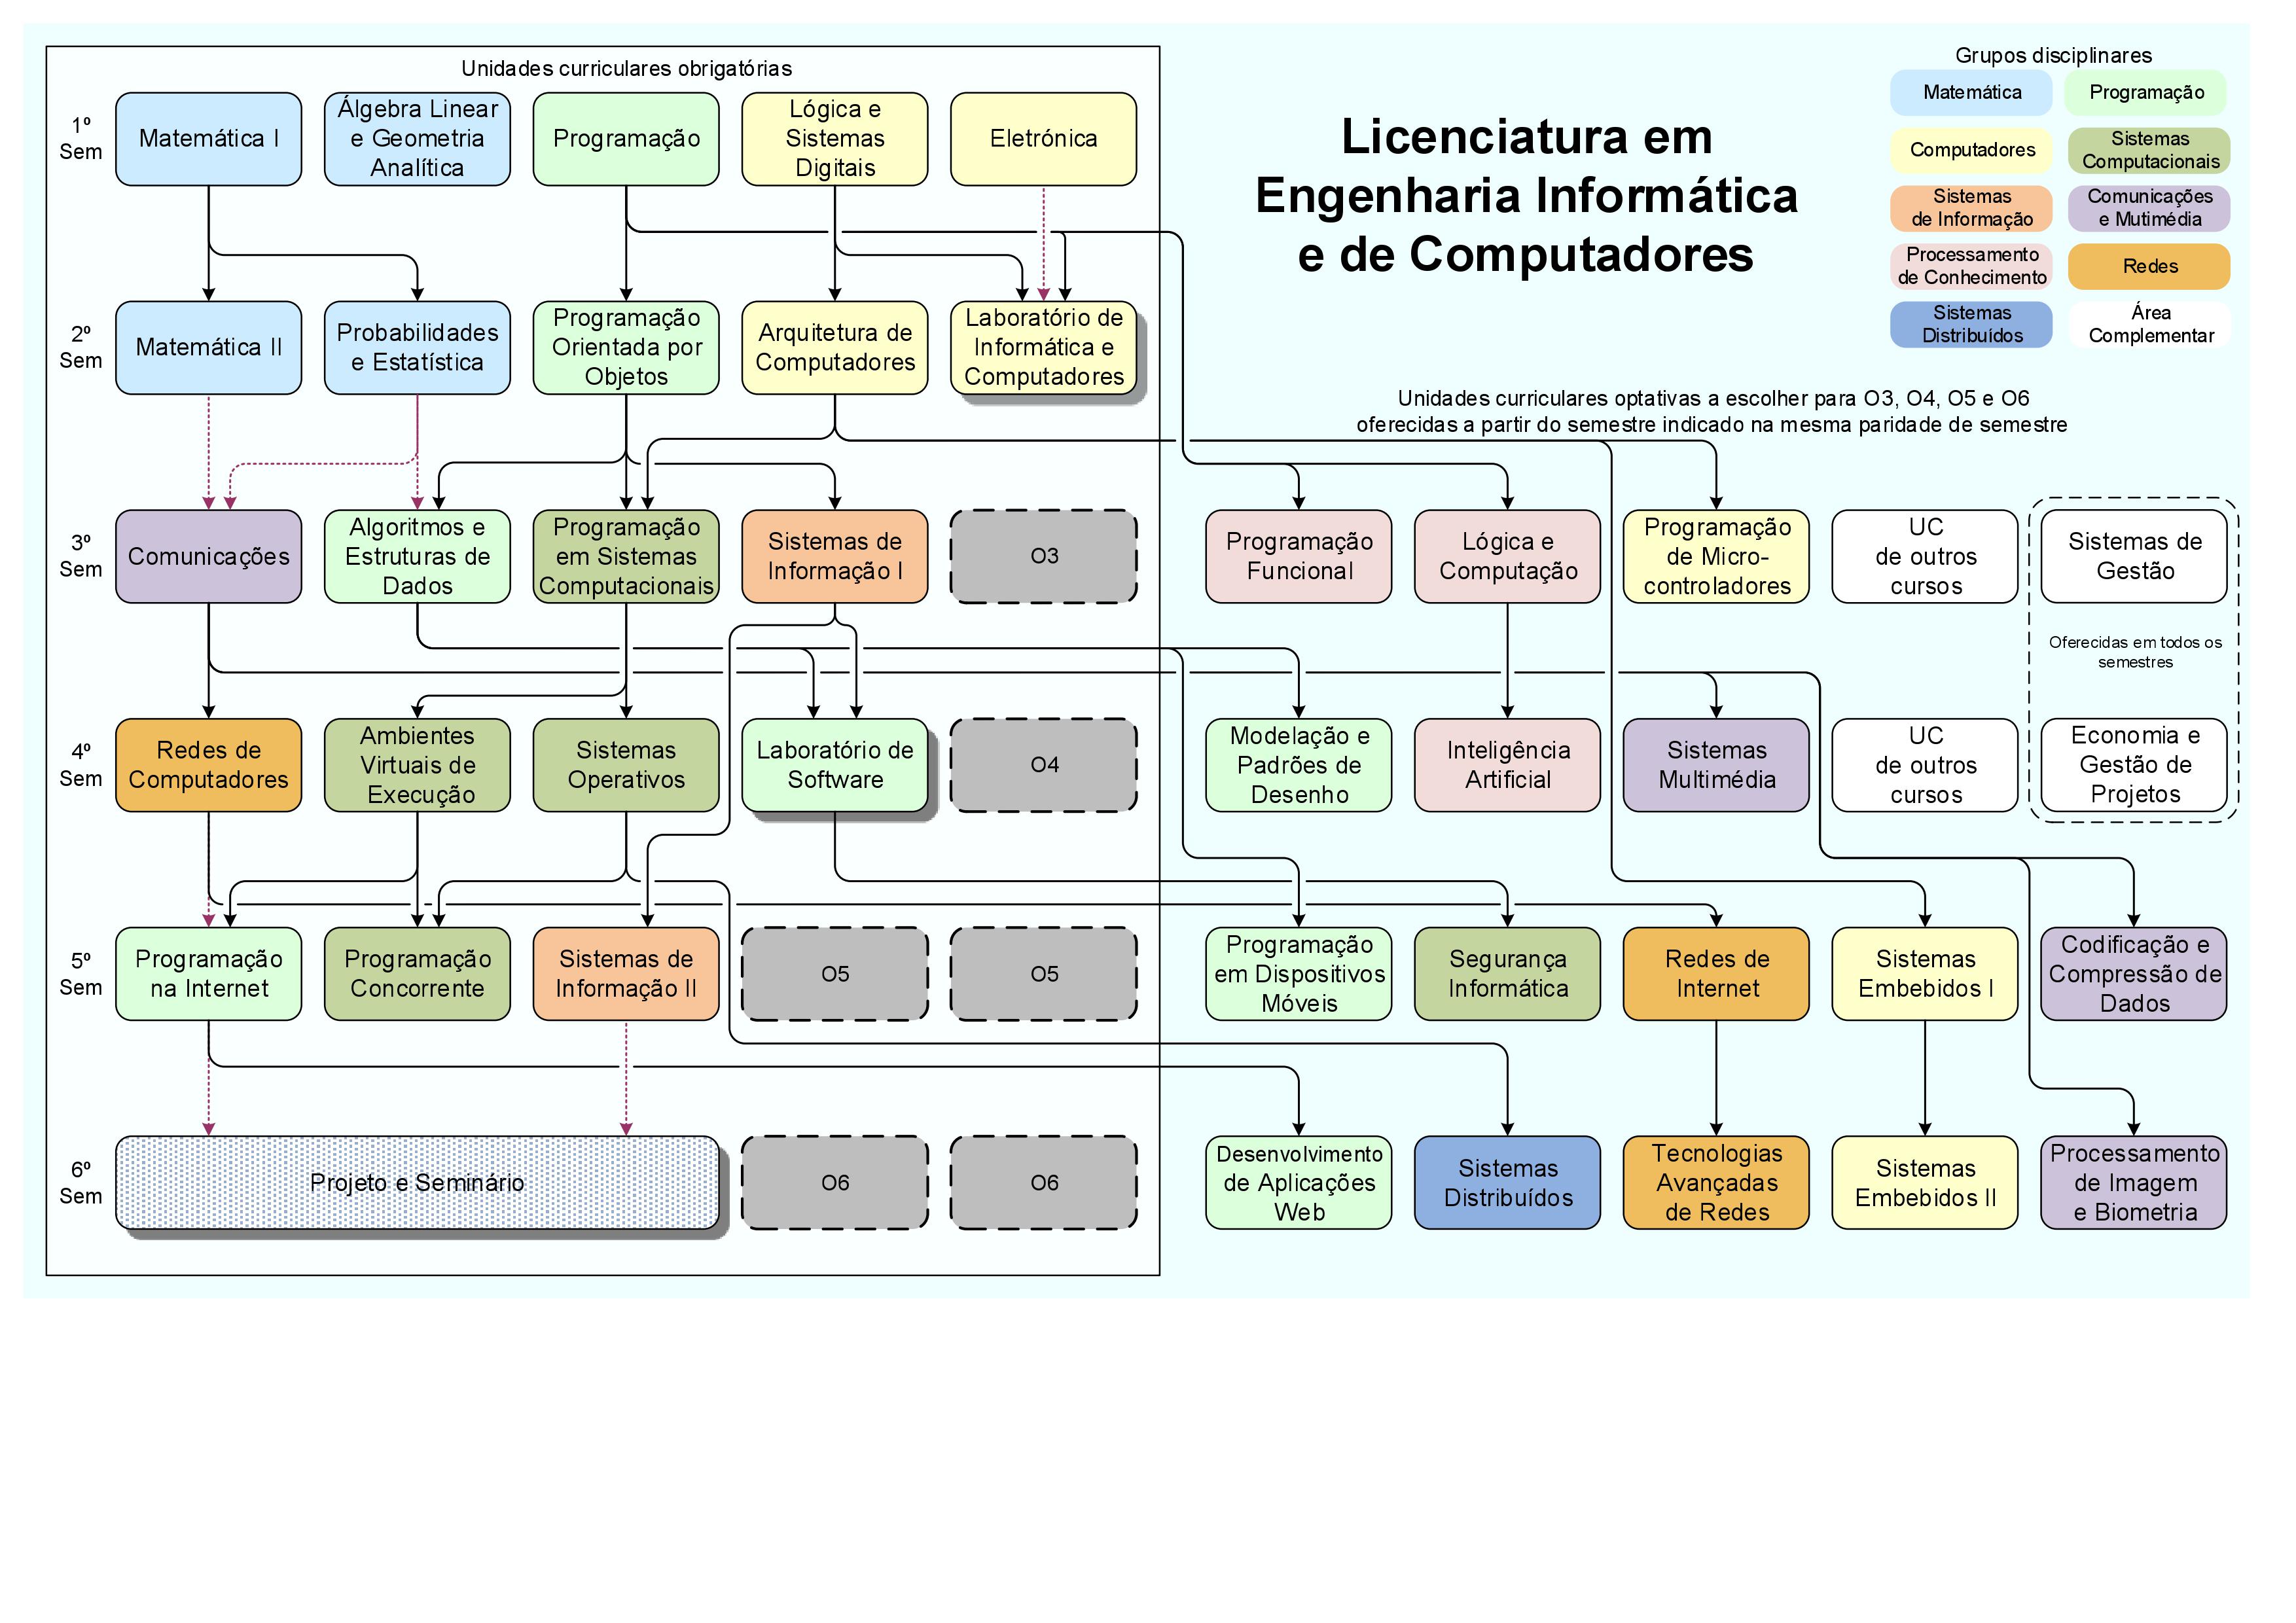 Unidades curriculares obrigatórias
1º
Sem
Matemática I
Álgebra Linear
e Geometria
Analítica
Programação
Lógica e
Sistemas
Digitais
Eletrónica
Licenciatura em
Engenharia Informática
e de Computadores
Grupos disciplinares
Matemática
Programação
Computadores
Sistemas
Computacionais
Sistemas
de Informação
Comunicações
e Mutimédia
Processamento
de Conhecimento
Redes
Sistemas
Distribuídos
Área
Complementar
2º
Sem
Matemática II
Probabilidades
e Estatística
Programação
Orientada por
Objetos
Arquitetura de
Computadores
Laboratório de
Informática e
Computadores
Unidades curriculares optativas a escolher para O3, O4, O5 e O6
oferecidas a partir do semestre indicado na mesma paridade de semestre
3º
Sem
Comunicações
Algoritmos e
Estruturas de
Dados
Programação
em Sistemas
Computacionais
Sistemas de
Informação I
O3
Programação
Funcional
Lógica e
Computação
Programação
de Micro-
controladores
UC
de outros
cursos
Sistemas de
Gestão
Oferecidas em todos os
semestres
4º
Sem
Redes de
Computadores
Ambientes
Virtuais de
Execução
Sistemas
Operativos
Laboratório de
Software
O4
Modelação e
Padrões de
Desenho
Inteligência
Artificial
Sistemas
Multimédia
UC
de outros
cursos
Economia e
Gestão de
Projetos
5º
Sem
Programação
na Internet
Programação
Concorrente
Sistemas de
Informação II
O5
O5
Programação
em Dispositivos
Móveis
Segurança
Informática
Redes de
Internet
Sistemas
Embebidos I
Codificação e
Compressão de
Dados
6º
Sem
Projeto e Seminário
O6
O6
Desenvolvimento
de Aplicações
Web
Sistemas
Distribuídos
Tecnologias
Avançadas
de Redes
Sistemas
Embebidos II
Processamento
de Imagem
e Biometria